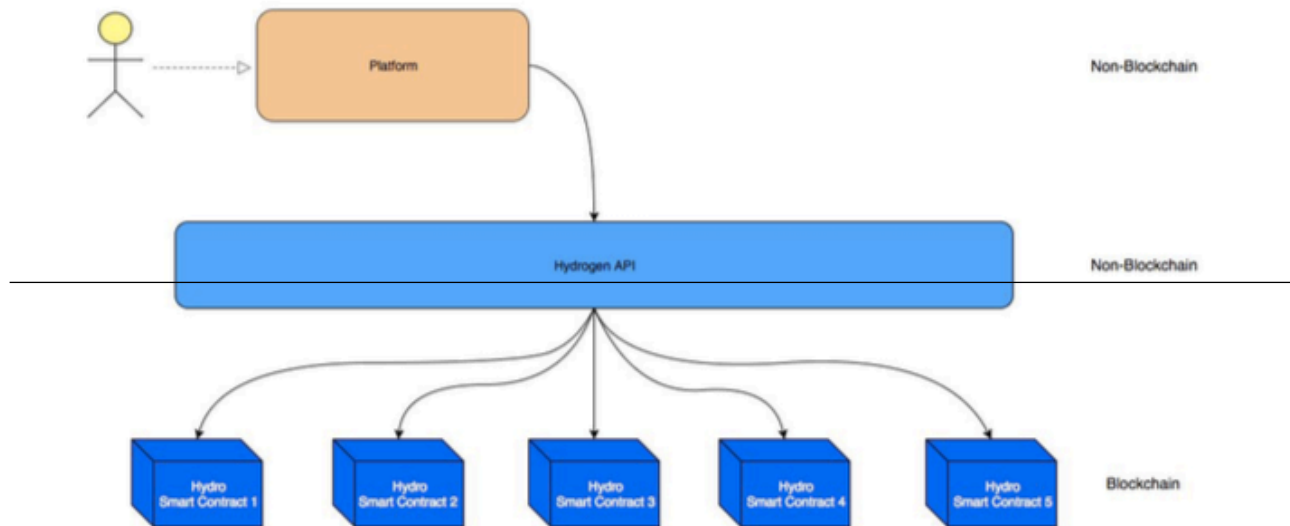 Platform
Non-Blockchain
Hydrogen API
Non-Blockchain
Hydro
Smart Contract 1
Hydro
Smart Contract 2
Hydro
Smart Contract 3
Hydro
Smart Contract 4
Hydro
Smart Contract 5
Blockchain